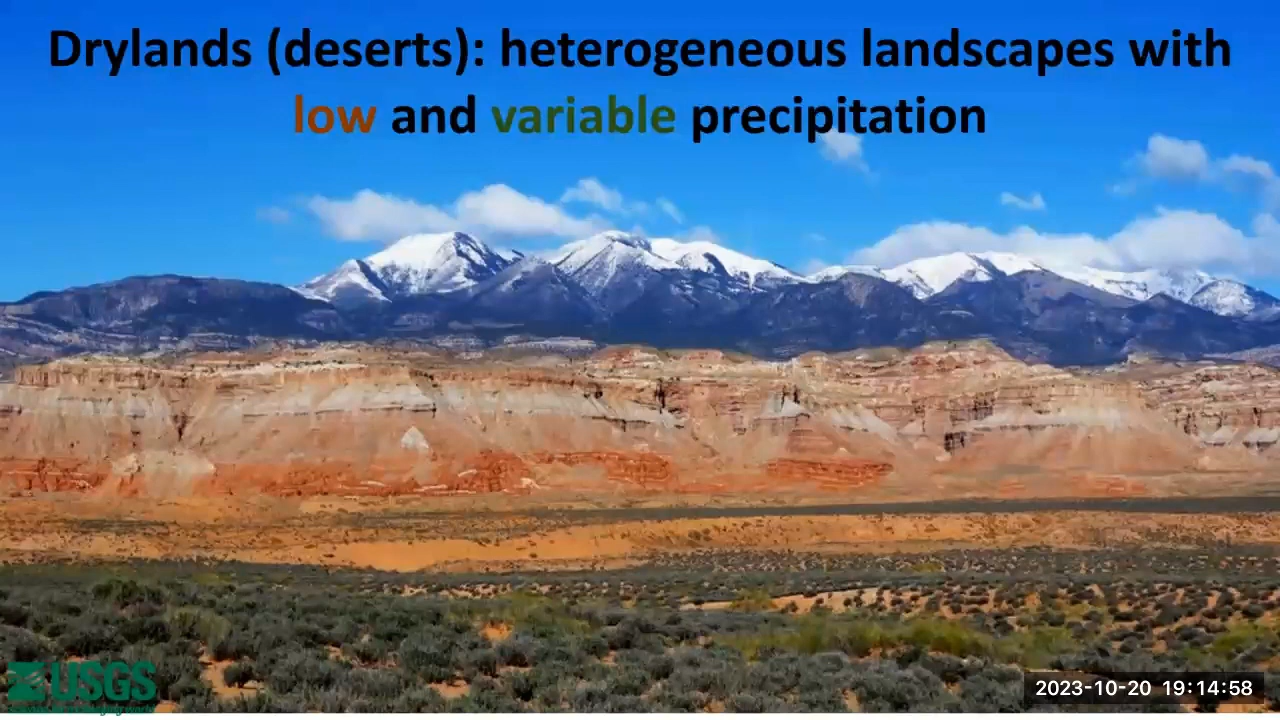 Drylands (deserts): heterogeneous landscapes with
low and variable precipitation
USGS
2023-10-20 19:14:58